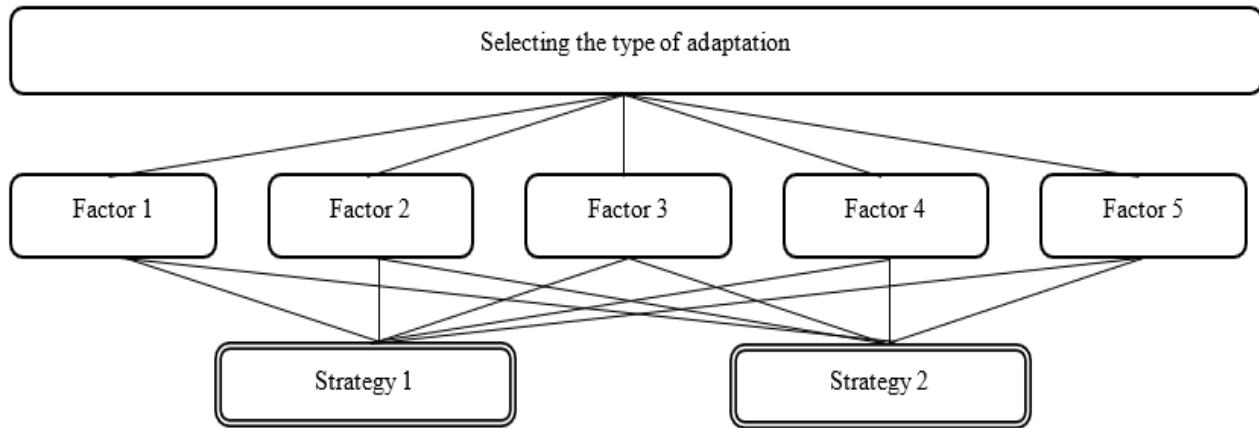 Selecting the type of adaptation
Factor 1
Factor 2
Factor 3
Factor 4
Factor 5
Strategy 1
Strategy 2